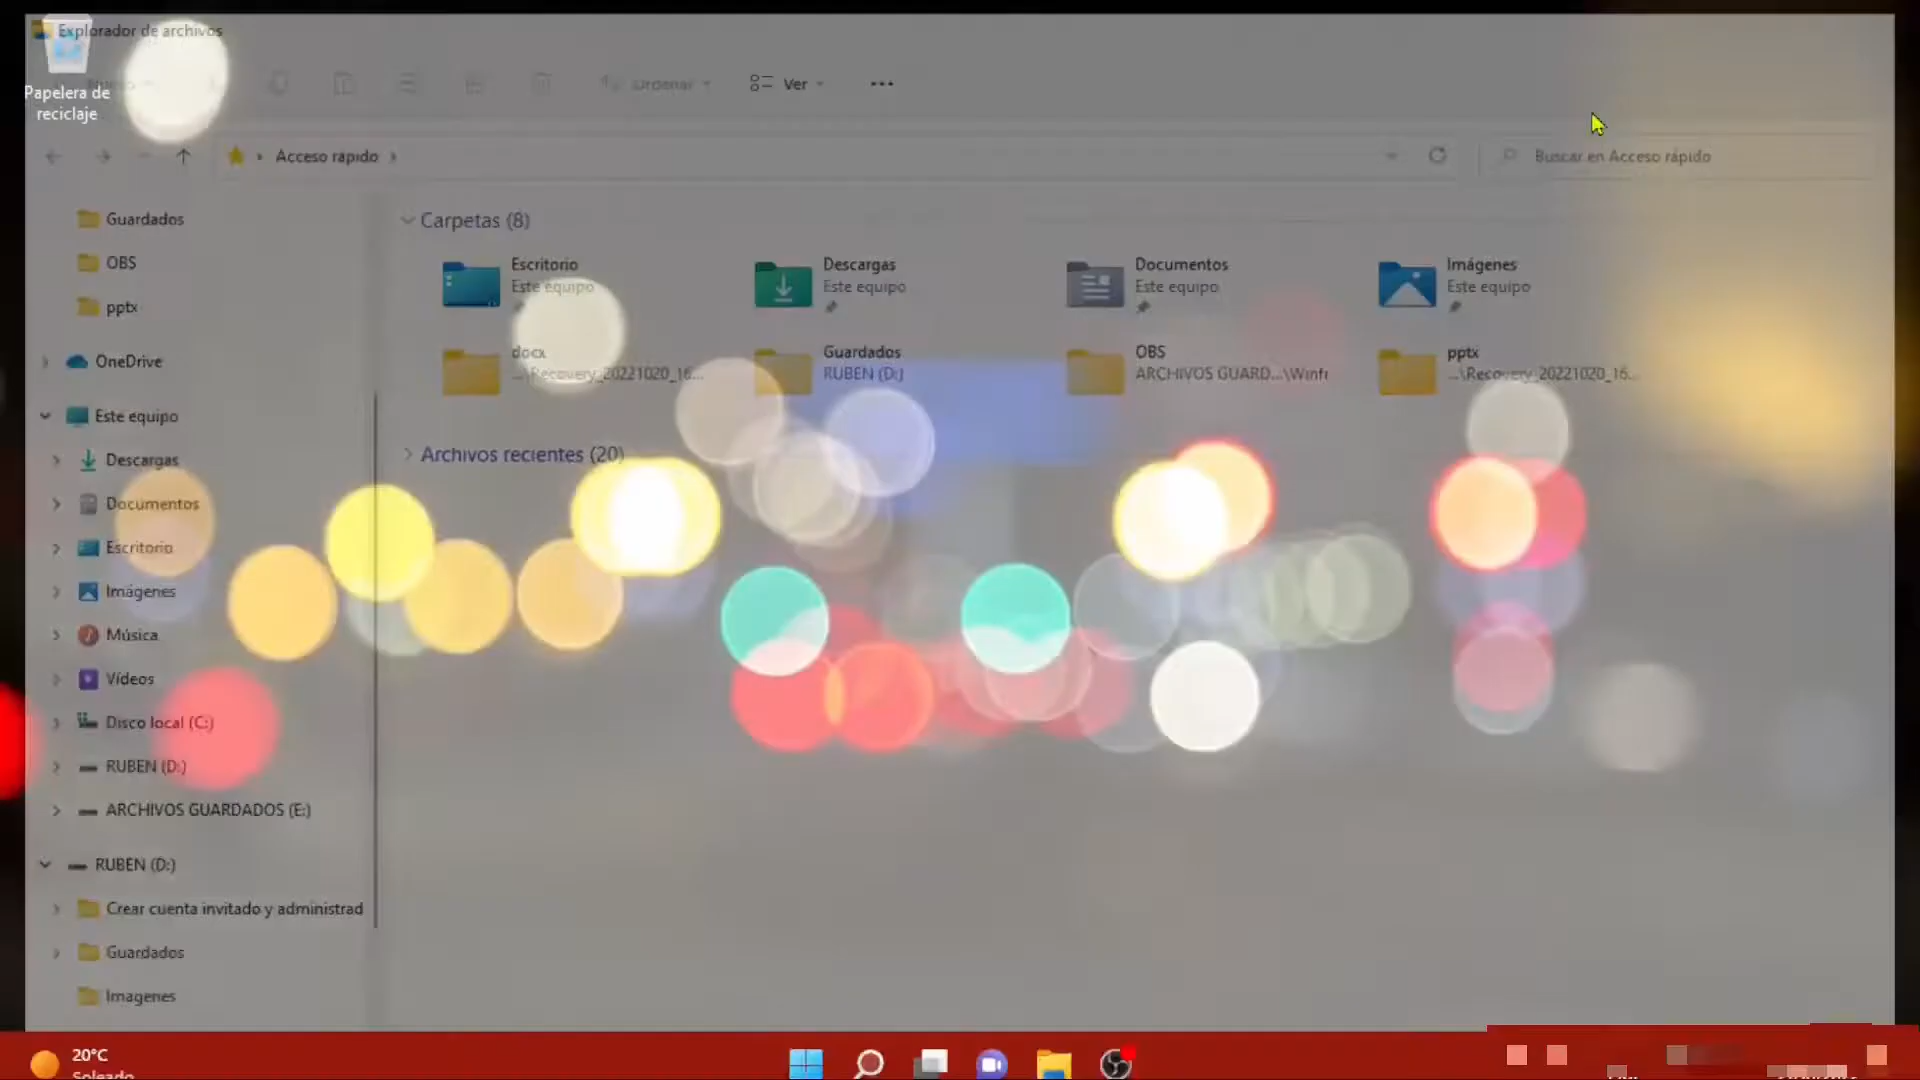 Explorador de archivos
Papelera de
reciclaje
Ordenar
Ver
Acceso rápido
Buscar en Acceso rápido
Guardados
OBS
pptx
OneDrive
Este equipo
Descargas
Documentos
Escritorio
Imágenes
Música
Vídeos
Disco local (C:)
RUBEN (D:)
ARCHIVOS GUARDADOS (E:)
RUBEN (D:)
Crear cuenta invitado y administrad
Guardados
Imagenes
Carpetas (8)
Escritorio
Este equipo
Descargas
Este equipo
Documentos
Este equipo
Imágenes
Este equipo
docx
...\Recovery_20221020_16...
Guardados
RUBEN (D:)
OBS
ARCHIVOS GUARD...\Winfr
pptx
...\Recovery_20221020_16...
Archivos recientes (20)
20°C
Soleado